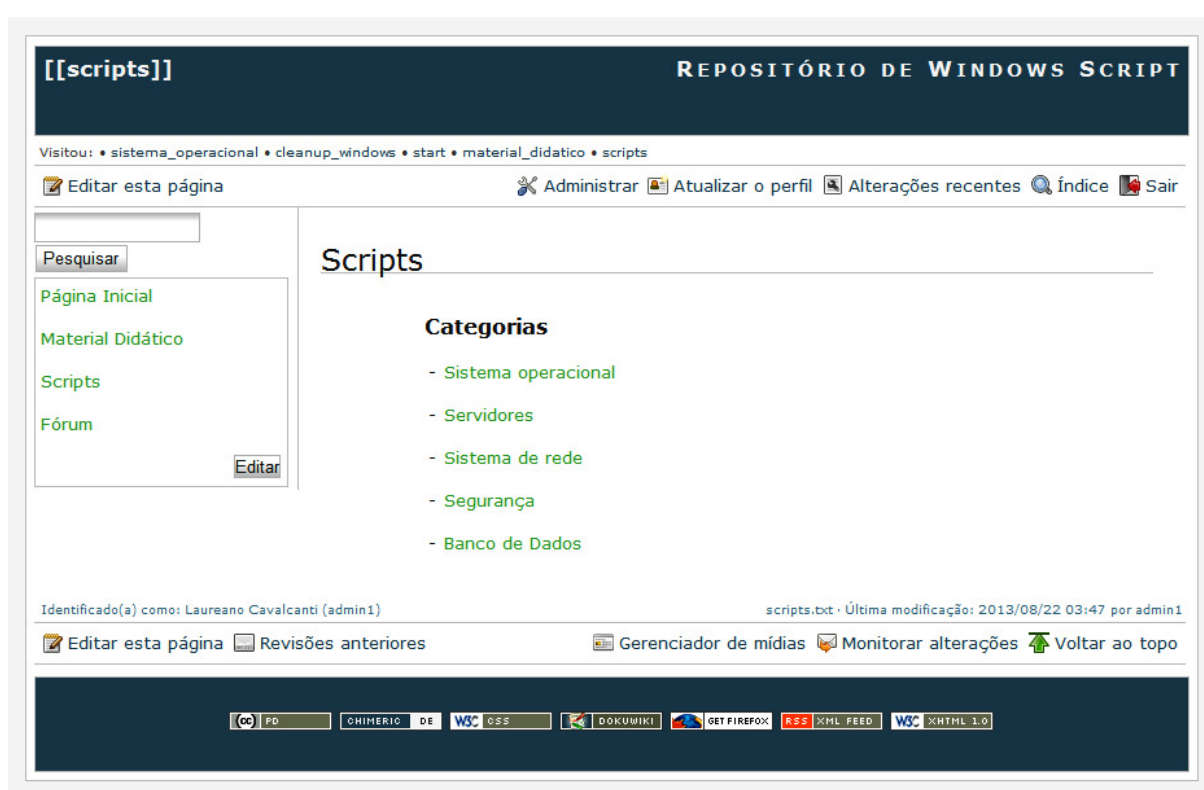 [[scripts]]
REPOSITÓRIO DE WINDOWS SCRIPT
Visitou: • sistema_operacional • cleanup_windows • start • material_didatico • scripts
Editar esta página
Administrar Atualizar o perfil Alterações recentes Índice Sair
Pesquisar
Página Inicial
Material Didático
Scripts
Fórum
Editar
Scripts
Categorias
- Sistema operacional
- Servidores
- Sistema de rede
- Segurança
- Banco de Dados
Identificado(a) como: Laureano Cavalcanti (admin1)
scripts.txt · Última modificação: 2013/08/22 03:47 por admin1
Editar esta página Revisões anteriores
Gerenciador de mídias Monitorar alterações Voltar ao topo
(cc) PD CHIMERIC DE W3C CSS DOKUWIKI GET FIREFOX RSS XML FEED W3C XHTML 1.0